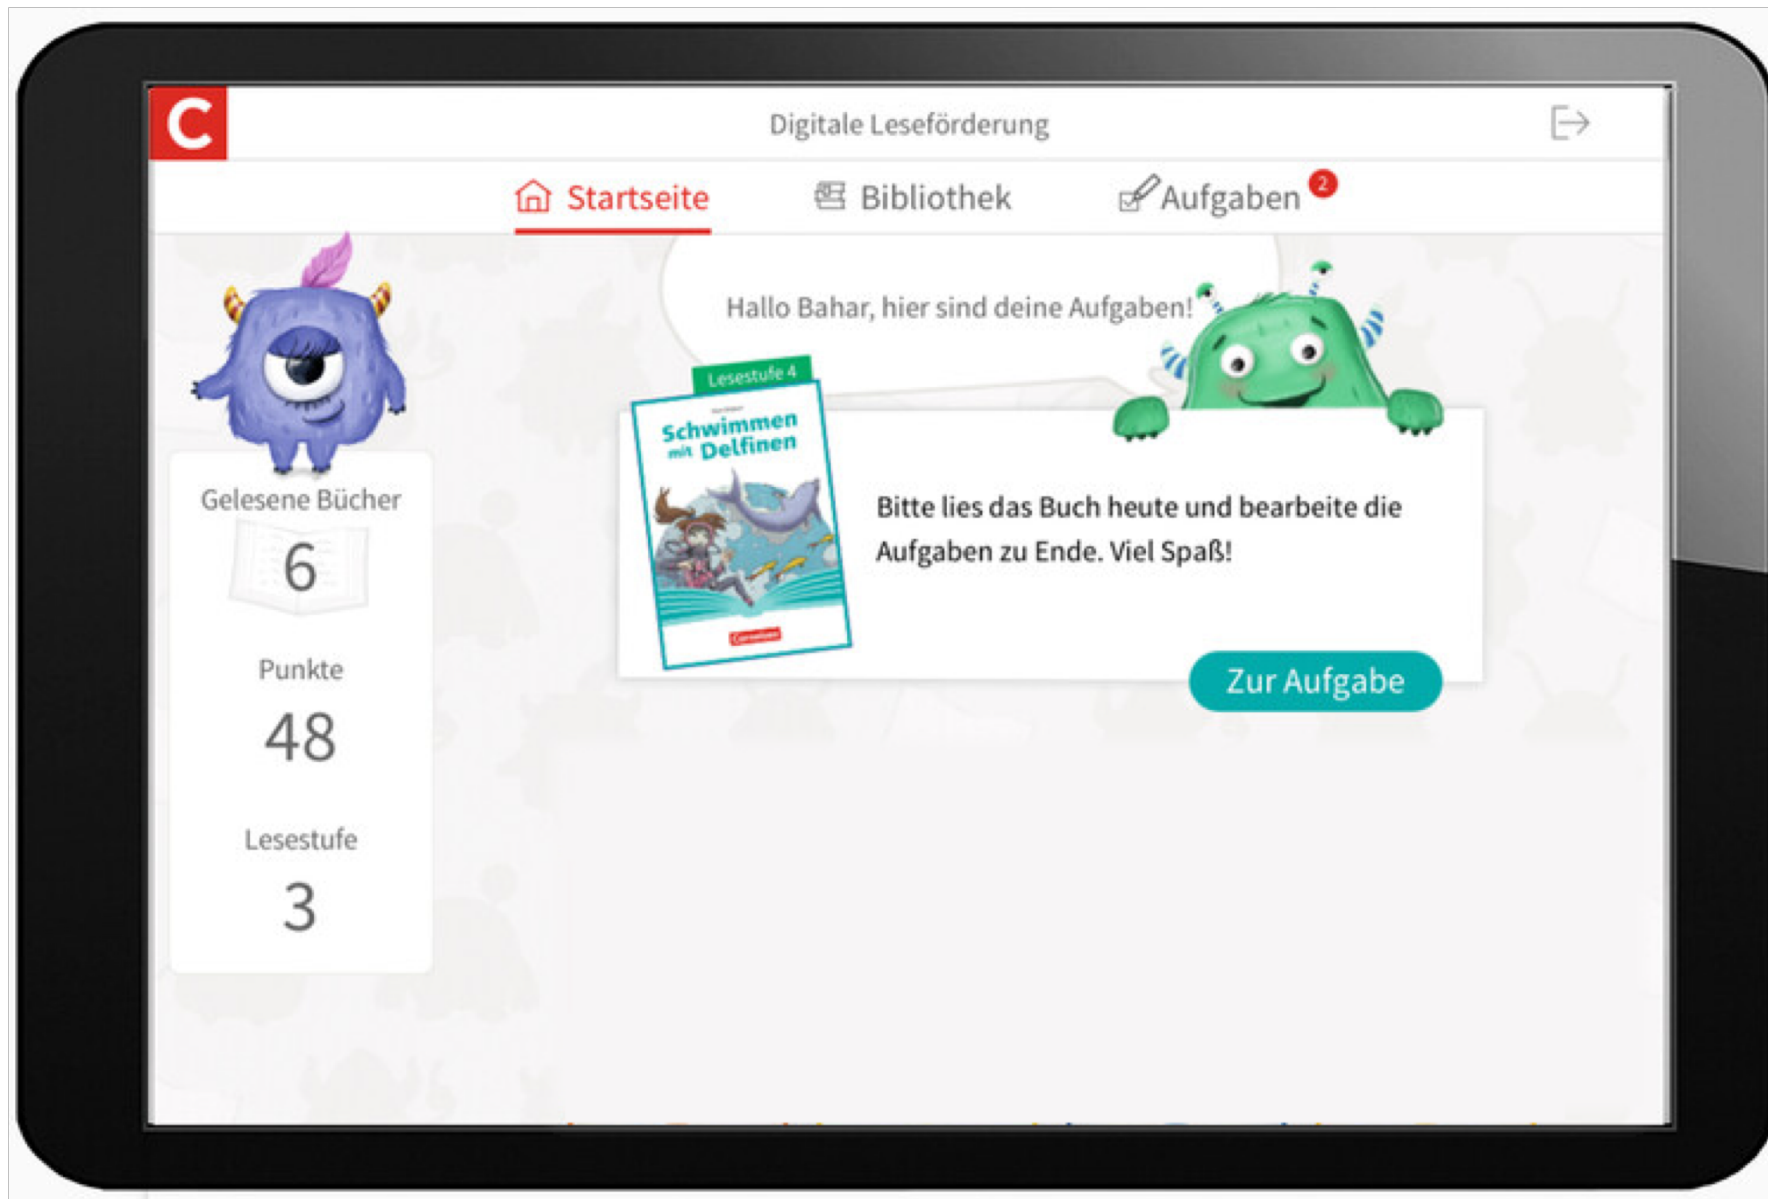 C
Digitale Leseförderung
Startseite
Bibliothek
Aufgaben 2
Hallo Bahar, hier sind deine Aufgaben!
Lesestufe 4
Schwimmen
mit Delfinen
Cornelsen
Bitte lies das Buch heute und bearbeite die
Aufgaben zu Ende. Viel Spaß!
Zur Aufgabe
Gelesene Bücher
6
Punkte
48
Lesestufe
3